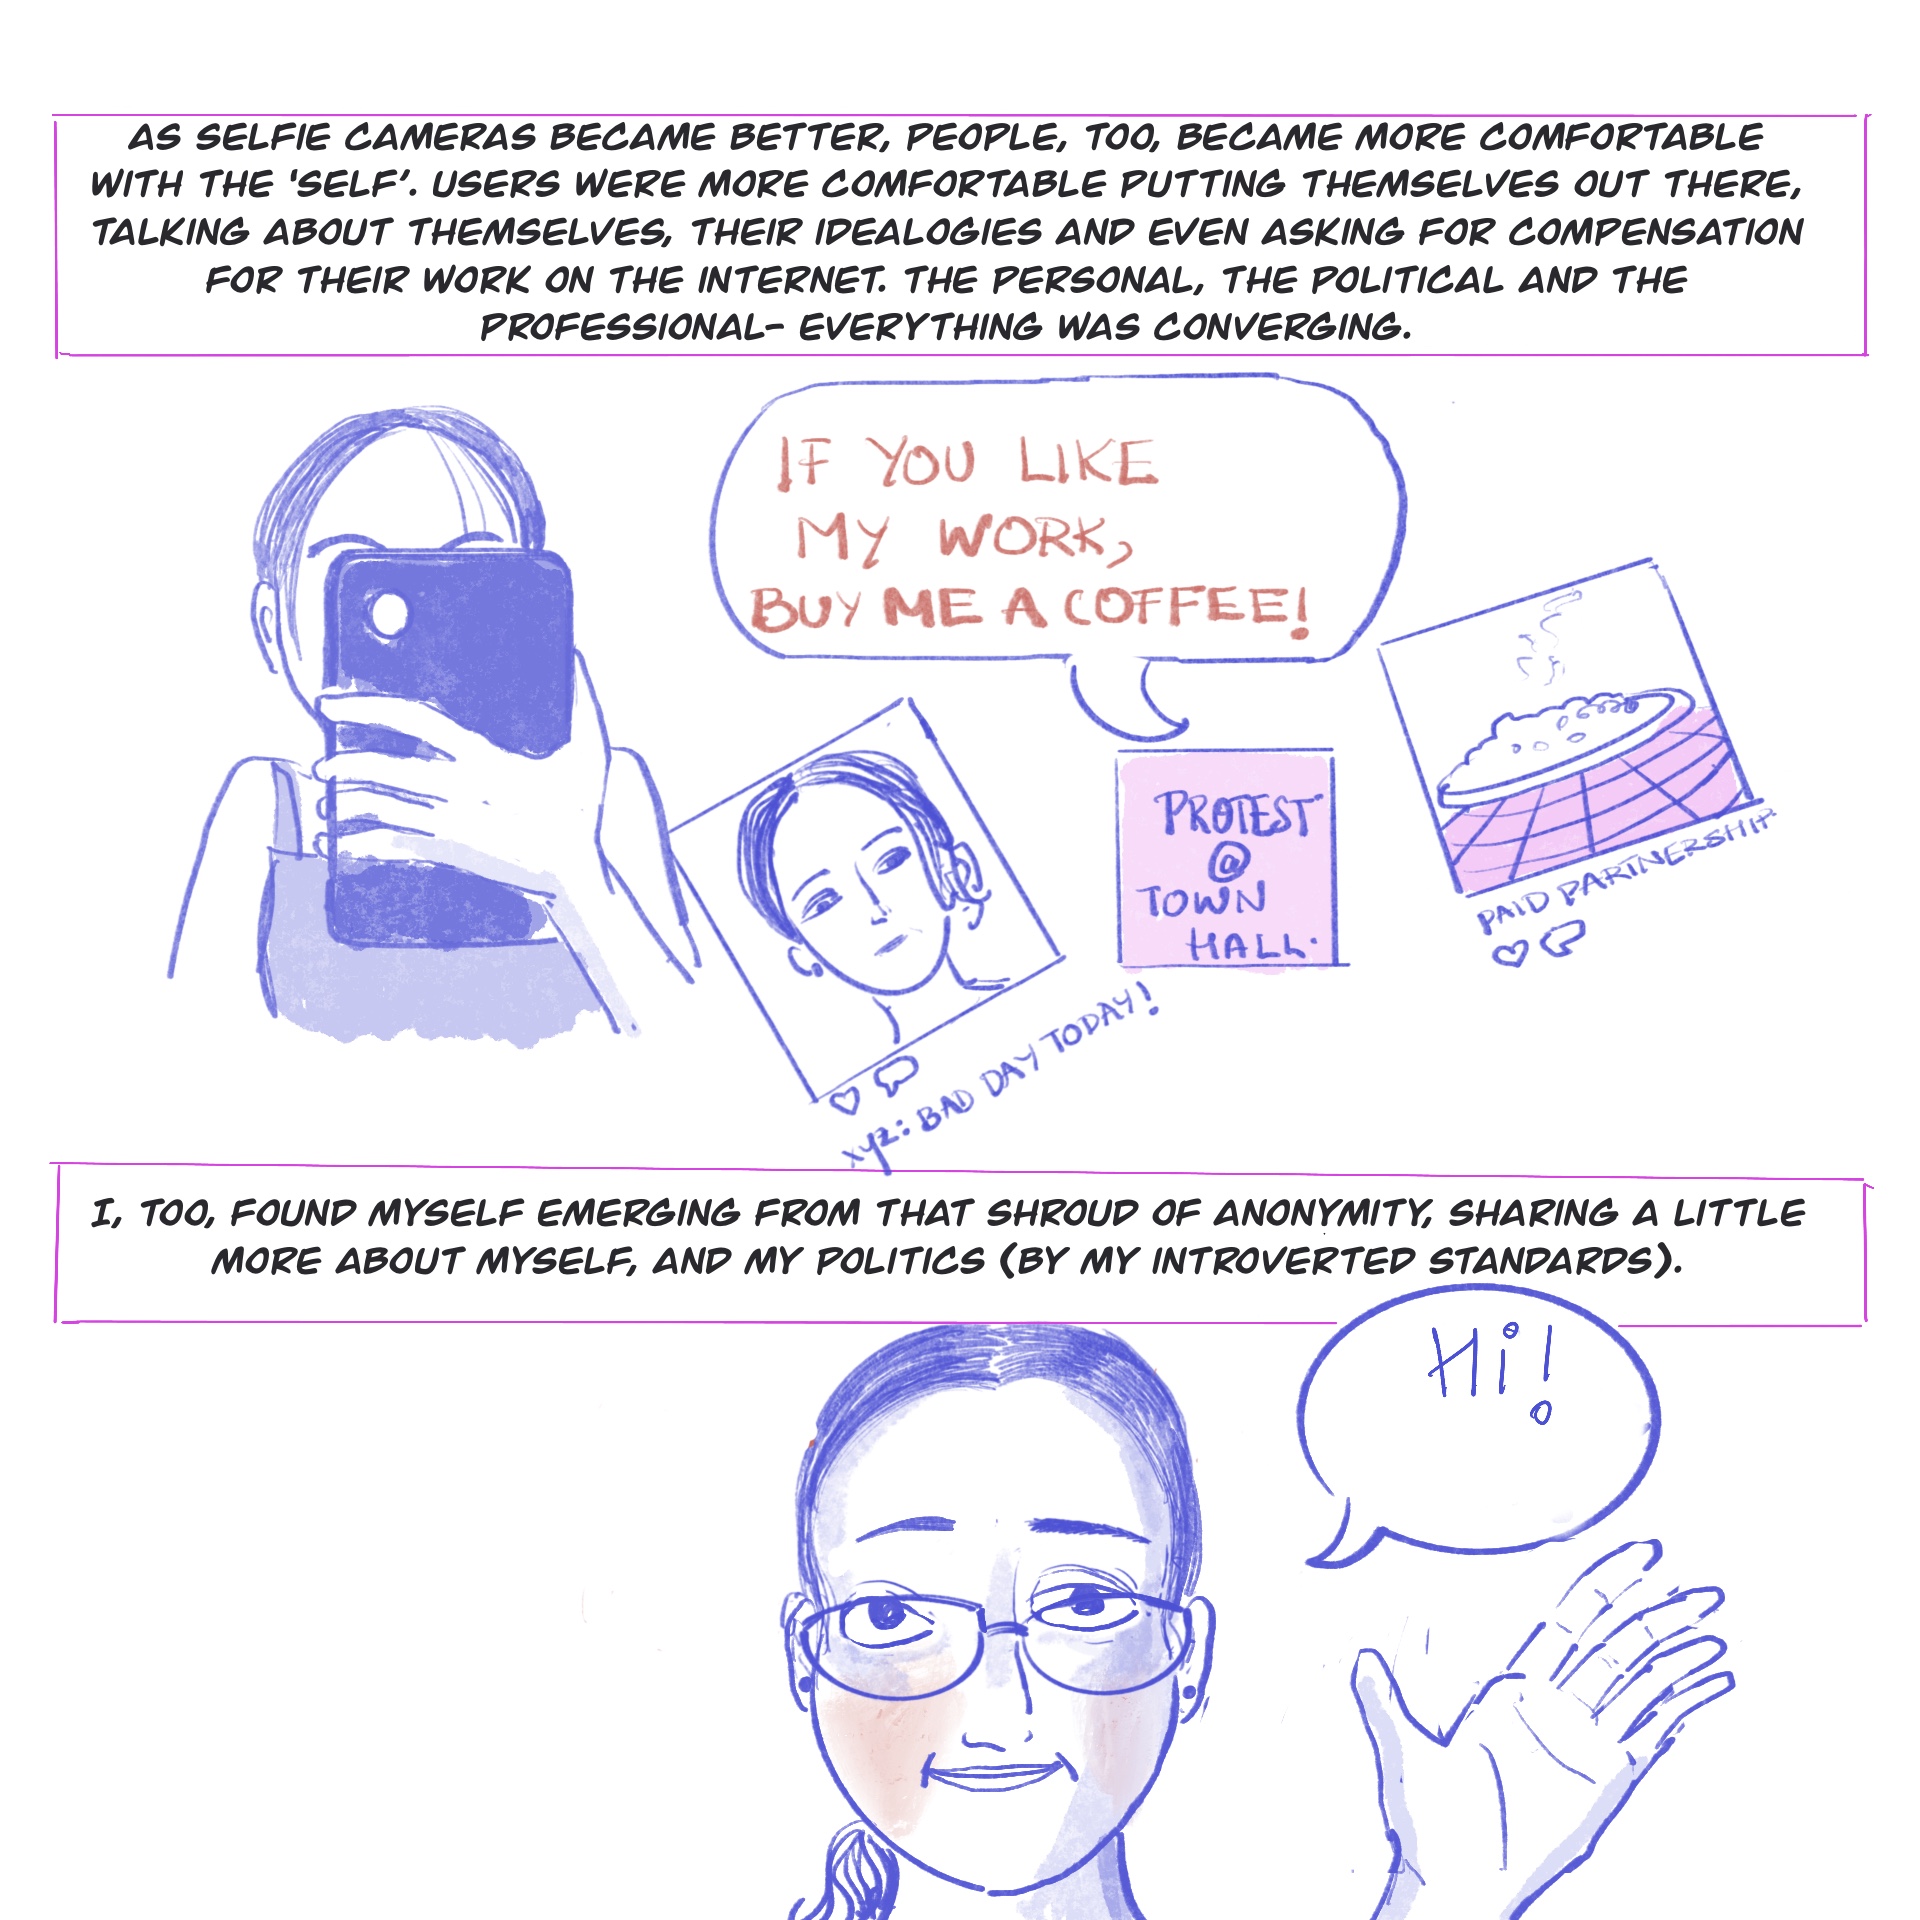 AS SELFIE CAMERAS BECAME BETTER, PEOPLE, TOO, BECAME MORE COMFORTABLE
WITH THE 'SELF'. USERS WERE MORE COMFORTABLE PUTTING THEMSELVES OUT THERE,
TALKING ABOUT THEMSELVES, THEIR IDEALOGIES AND EVEN ASKING FOR COMPENSATION
FOR THEIR WORK ON THE INTERNET. THE PERSONAL, THE POLITICAL AND THE
PROFESSIONAL- EVERYTHING WAS CONVERGING.
IF YOU LIKE
MY WORK,
BUY ME A COFFEE!
PROTEST
@
TOWN
HALL.
PAID PARTNERSHIP
xyz: BAD DAY TODAY!
I, TOO, FOUND MYSELF EMERGING FROM THAT SHROUD OF ANONYMITY, SHARING A LITTLE
MORE ABOUT MYSELF, AND MY POLITICS (BY MY INTROVERTED STANDARDS).
Hi!